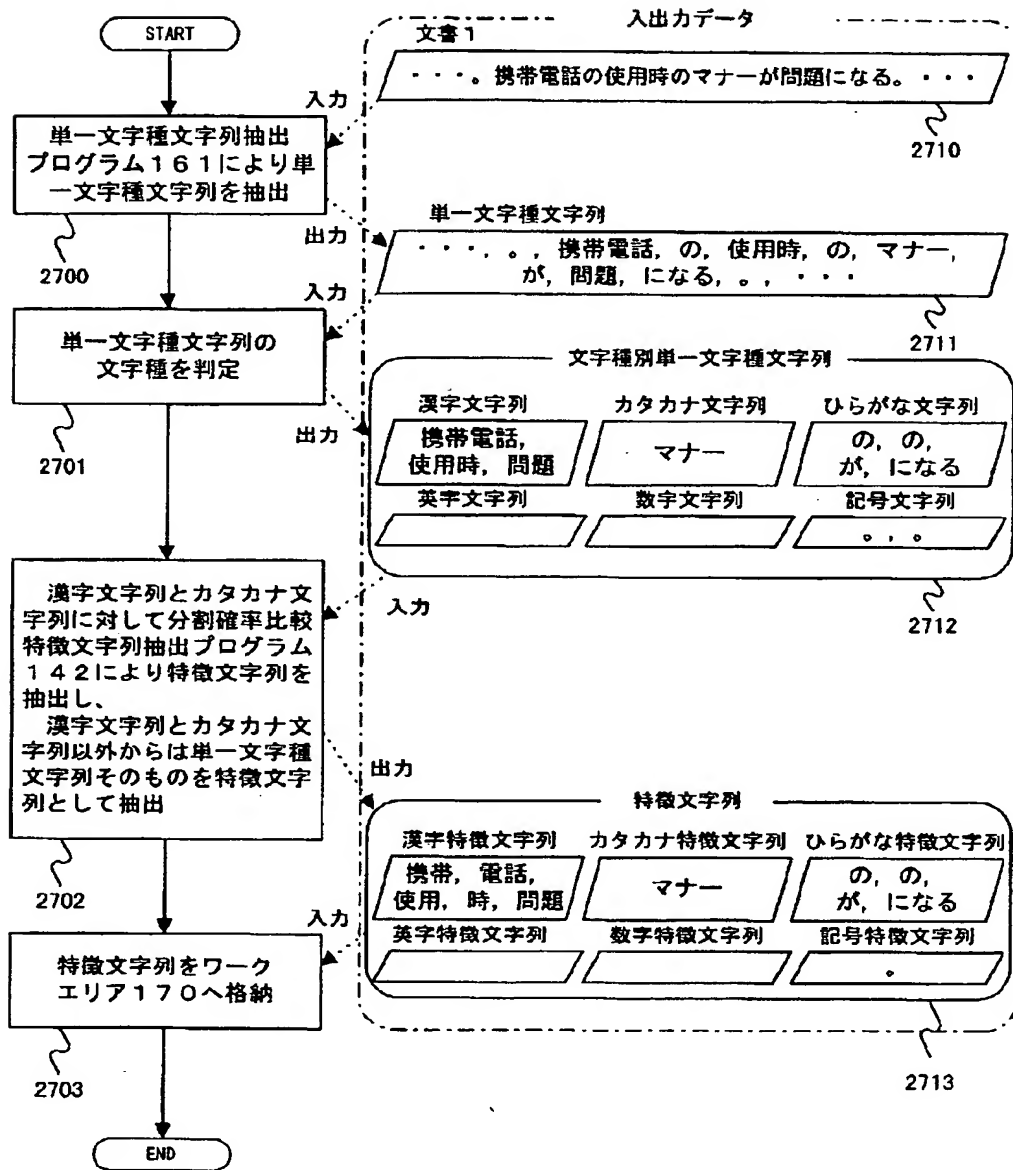 START
単一文字種文字列抽出
プログラム161により単
一文字種文字列を抽出
2700
単一文字種文字列の
文字種を判定
2701
漢字文字列とカタカナ文
字列に対して分割確率比較
特徴文字列抽出プログラム
142により特徴文字列を
抽出し、
漢字文字列とカタカナ文
字列以外からは単一文字種
文字列そのものを特徴文字
列として抽出
2702
特徴文字列をワーク
エリア170へ格納
2703
END
入力
出力
入力
出力
入力
出力
入力
入出力データ
文書1
・・・。携帯電話の使用時のマナーが問題になる。・・・
2710
単一文字種文字列
・・・, 。, 携帯電話, の, 使用時, の, マナー,
が, 問題, になる, 。, ・・・
2711
文字種別単一文字種文字列
漢字文字列 カタカナ文字列 ひらがな文字列
携帯電話, マナー の, の,
使用時, 問題 が, になる
英字文字列 数字文字列 記号文字列
。, 。
2712
特徴文字列
漢字特徴文字列 カタカナ特徴文字列 ひらがな特徴文字列
携帯, 電話, マナー の, の,
使用, 時, 問題 が, になる
英字特徴文字列 数字特徴文字列 記号特徴文字列
。
2713